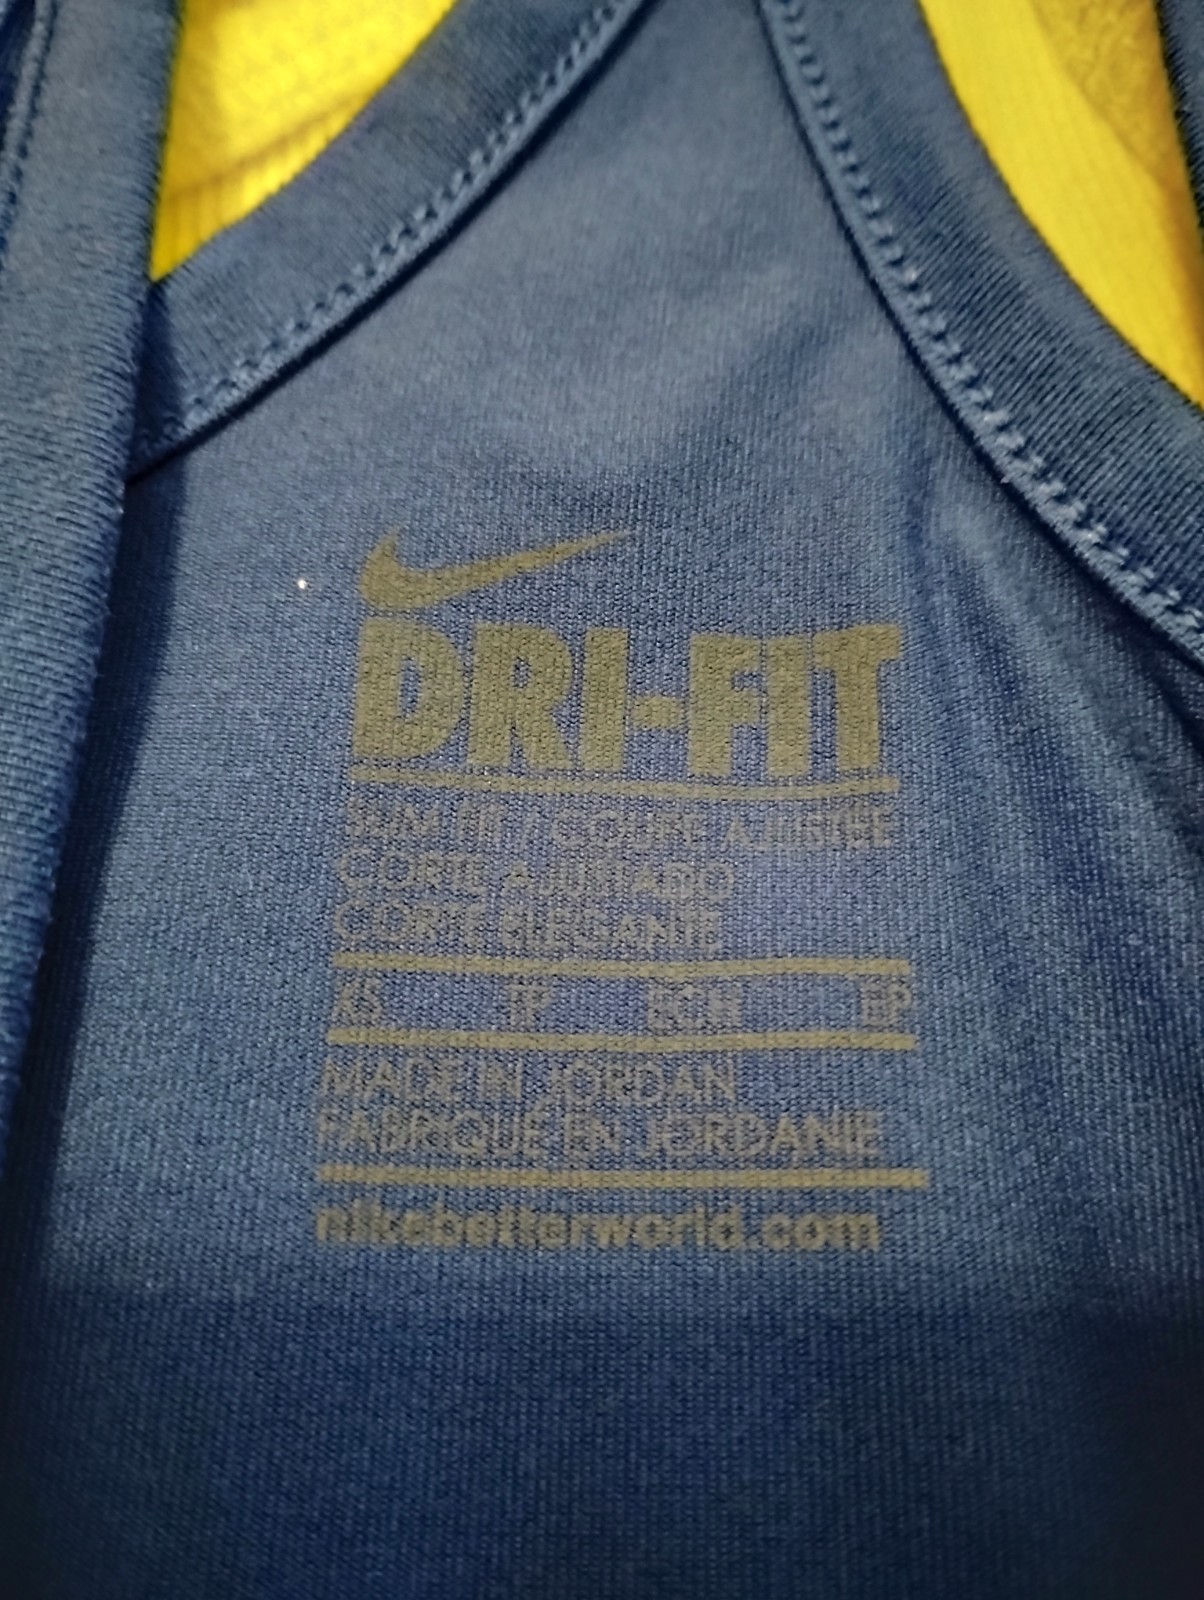 DRI-FIT
SLIM FIT / COUPE AJUSTÉE
CORTE AJUSTADO
CORTE ELEGANTE
XS TP ECH EP
MADE IN JORDAN
FABRIQUÉ EN JORDANIE
nikebetterworld.com